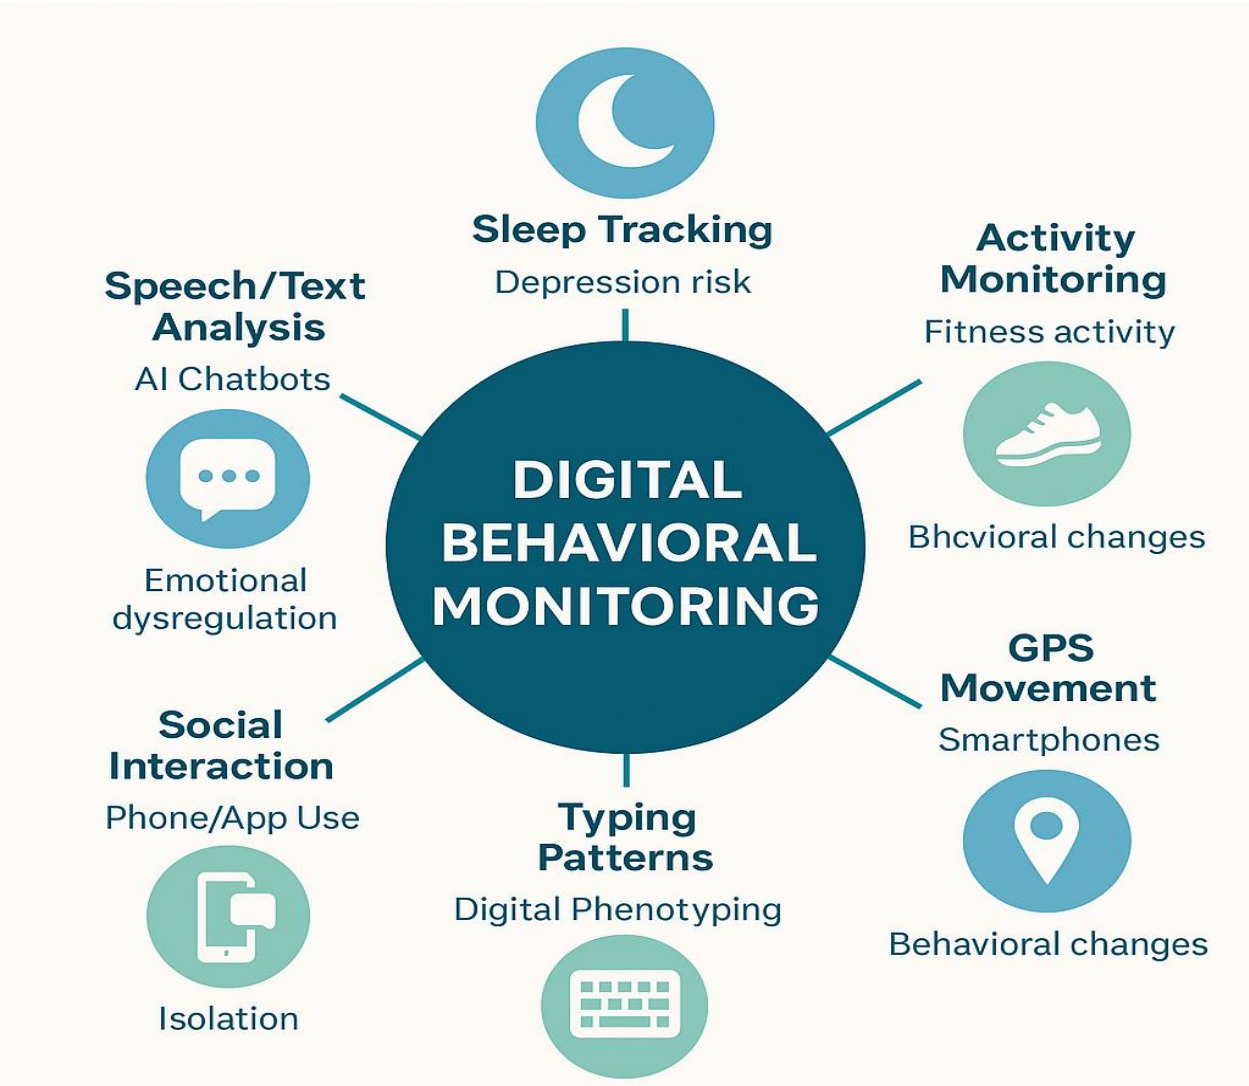 Sleep Tracking
Depression risk
Activity
Monitoring
Fitness activity
Bhcvioral changes
Speech/Text
Analysis
AI Chatbots
Emotional
dysregulation
DIGITAL
BEHAVIORAL
MONITORING
GPS
Movement
Smartphones
Behavioral changes
Social
Interaction
Phone/App Use
Isolation
Typing
Patterns
Digital Phenotyping